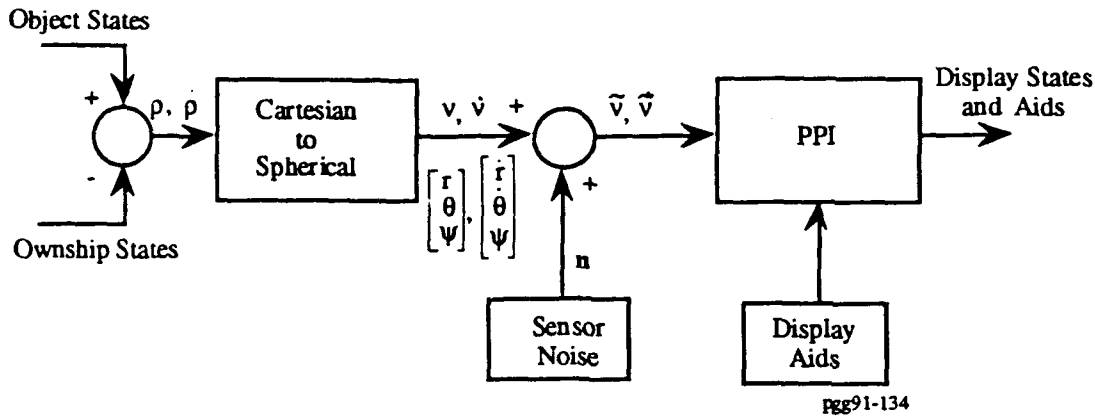 Object States
+
-
Ownship States
ρ, ρ̇
Cartesian
to
Spherical
ν, ν̇ +
[r θ ψ], [ṙ θ̇ ψ̇]
+
n
Sensor
Noise
ṽ, ṽ̇
PPI
Display
Aids
Display States
and Aids
pgg91-134